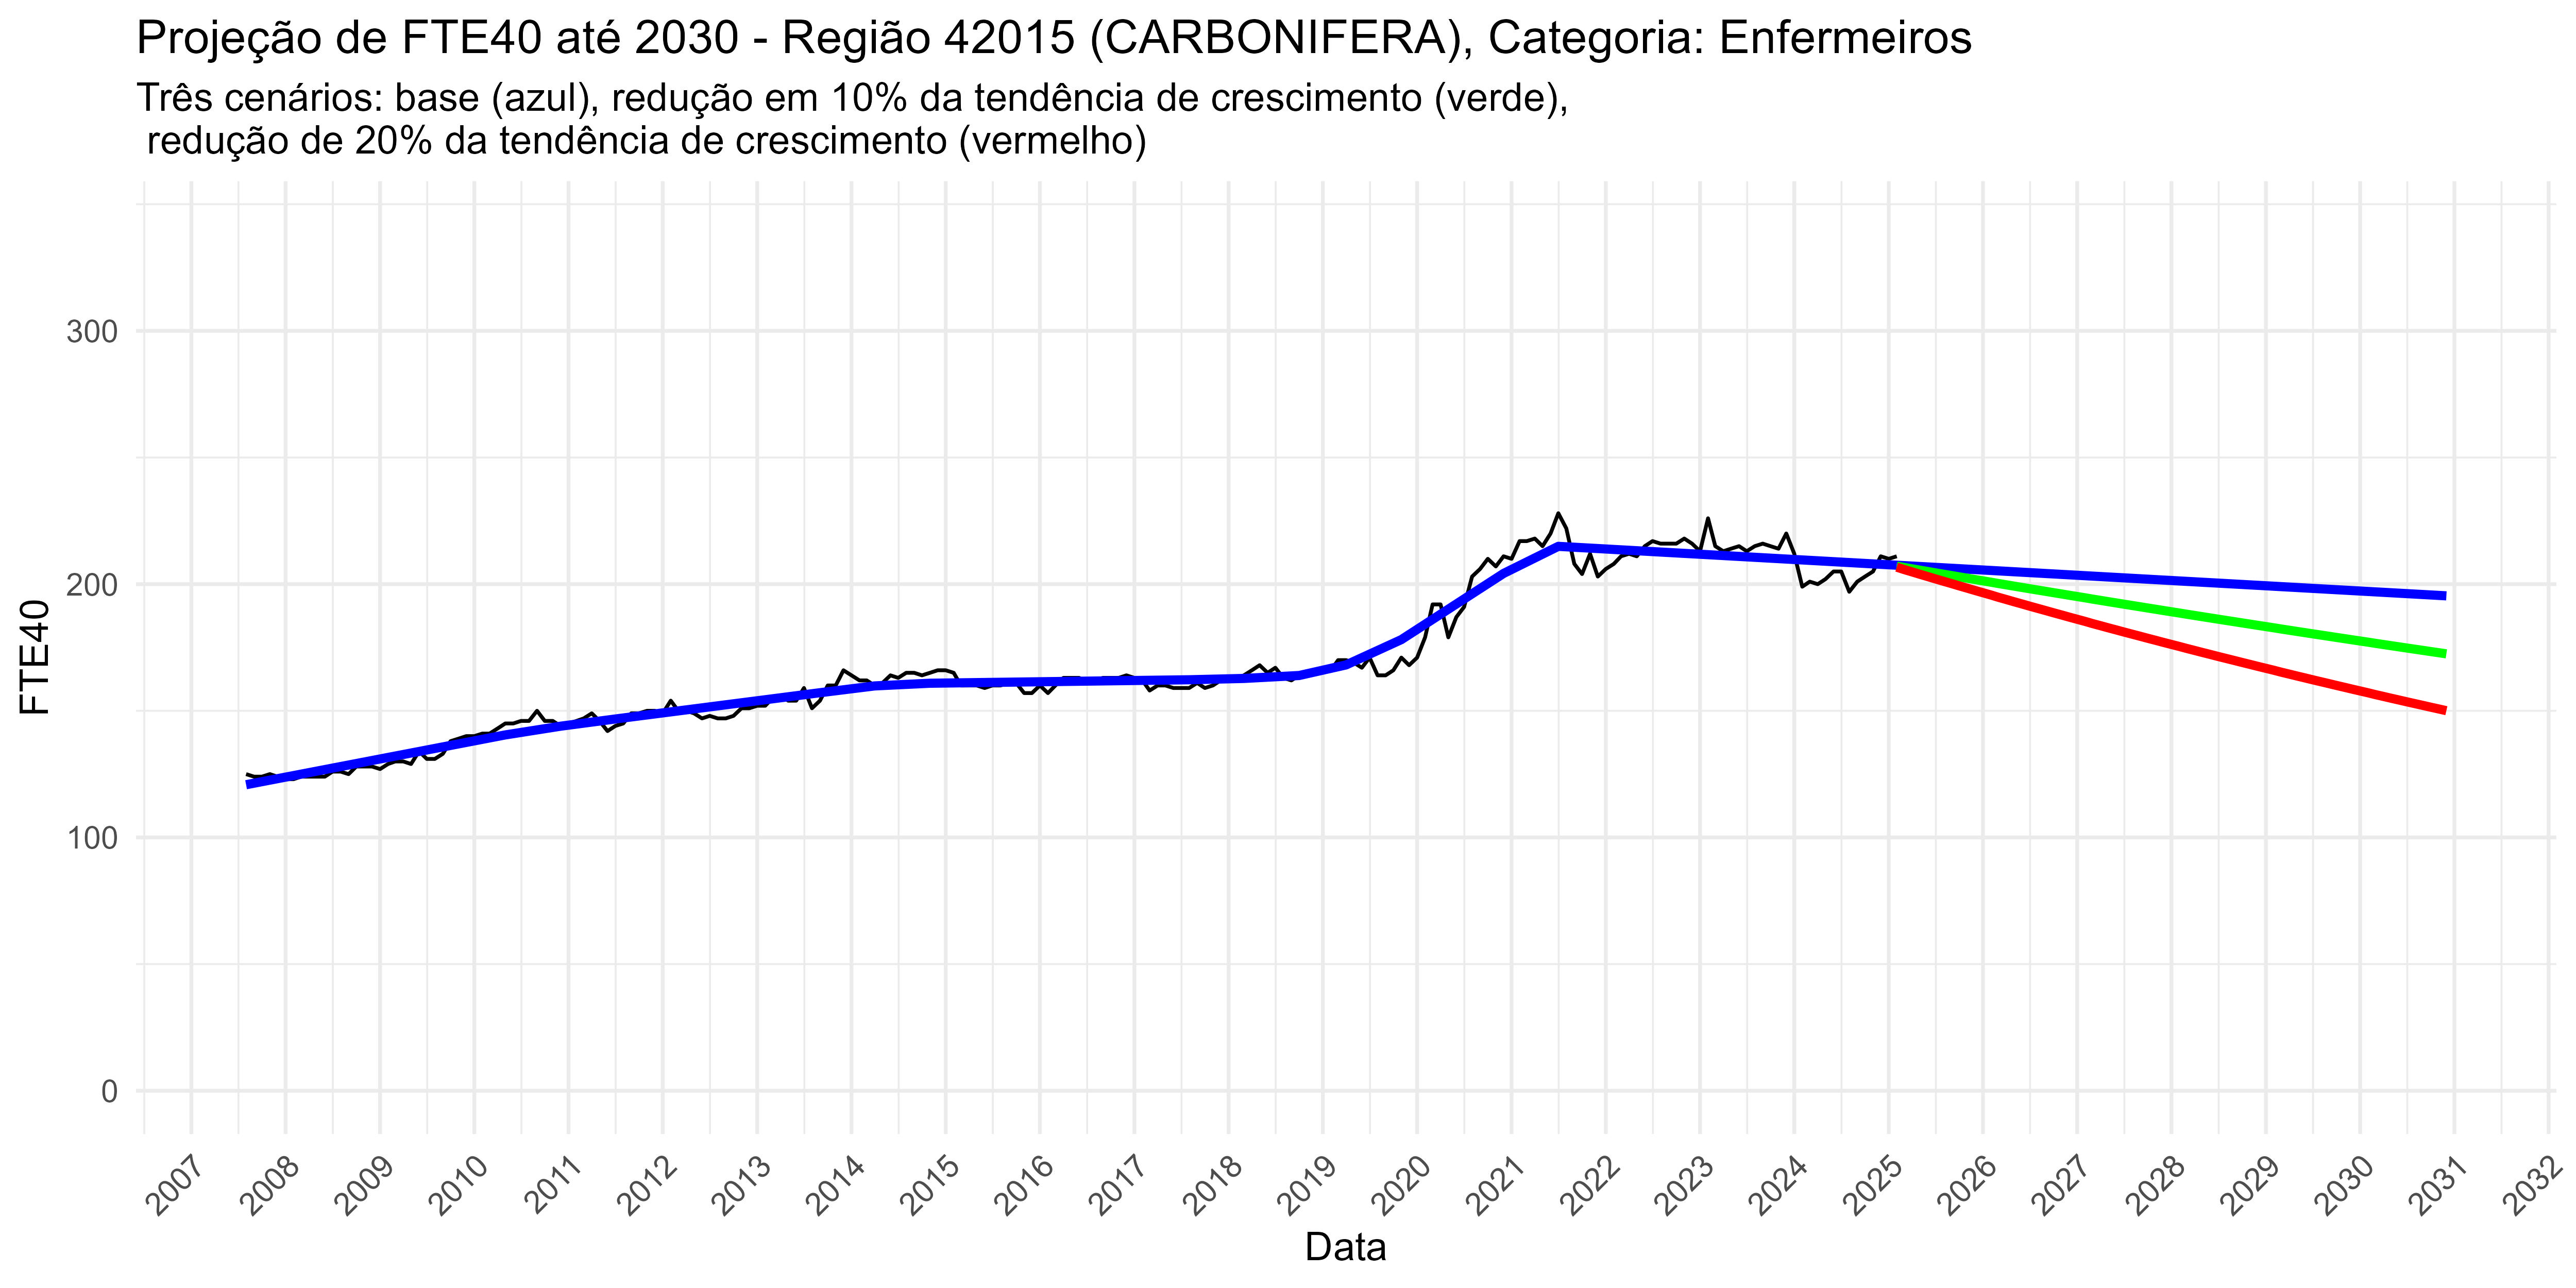 Projeção de FTE40 até 2030 - Região 42015 (CARBONIFERA), Categoria: Enfermeiros
Três cenários: base (azul), redução em 10% da tendência de crescimento (verde),
redução de 20% da tendência de crescimento (vermelho)
FTE40
300
200
100
0
2007 2008 2009 2010 2011 2012 2013 2014 2015 2016 2017 2018 2019 2020 2021 2022 2023 2024 2025 2026 2027 2028 2029 2030 2031 2032
Data